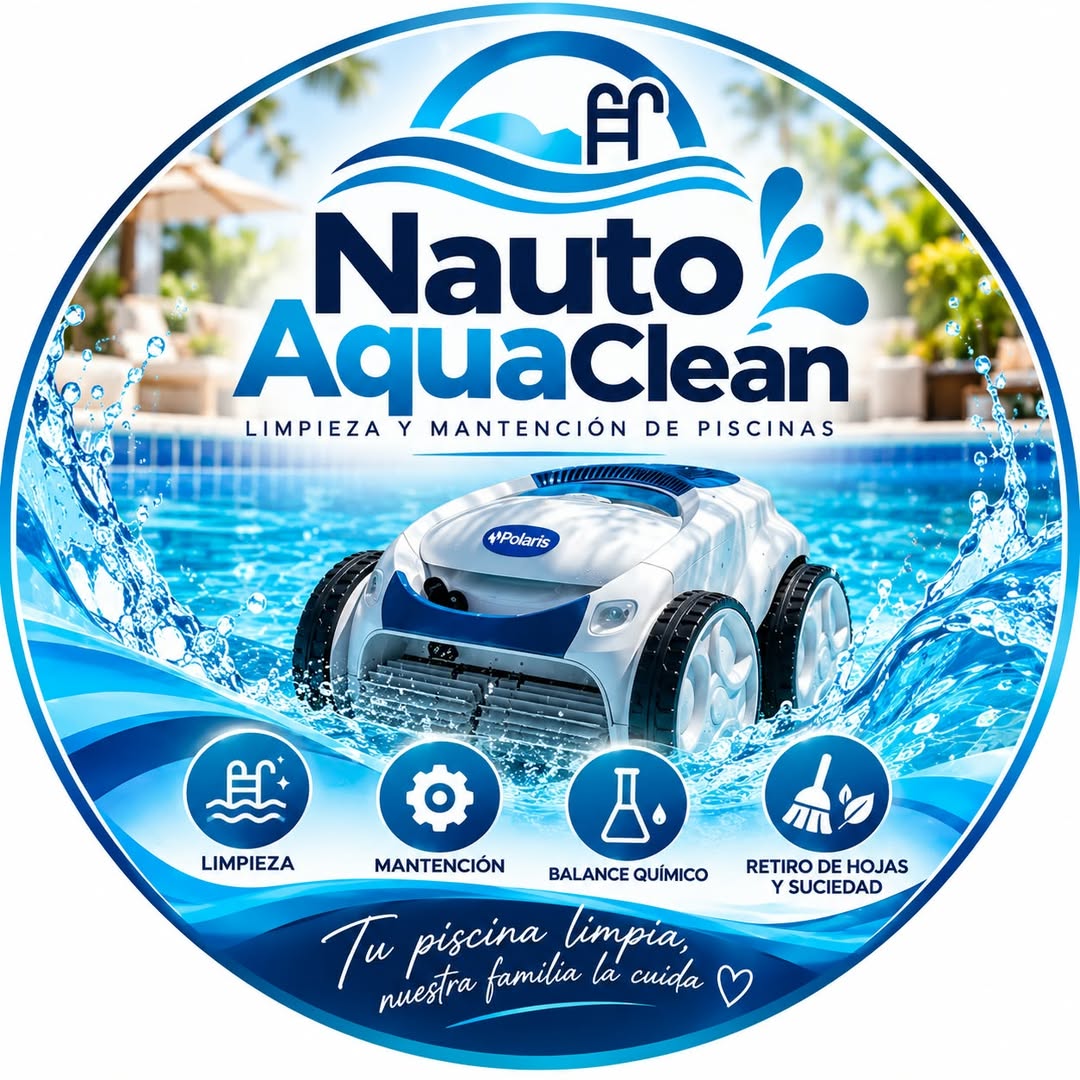 Nauto
AquaClean
LIMPIEZA Y MANTENCIÓN DE PISCINAS
Polaris
LIMPIEZA
MANTENCIÓN
BALANCE QUÍMICO
RETIRO DE HOJAS
Y SUCIEDAD
Tu piscina limpia,
nuestra familia la cuida